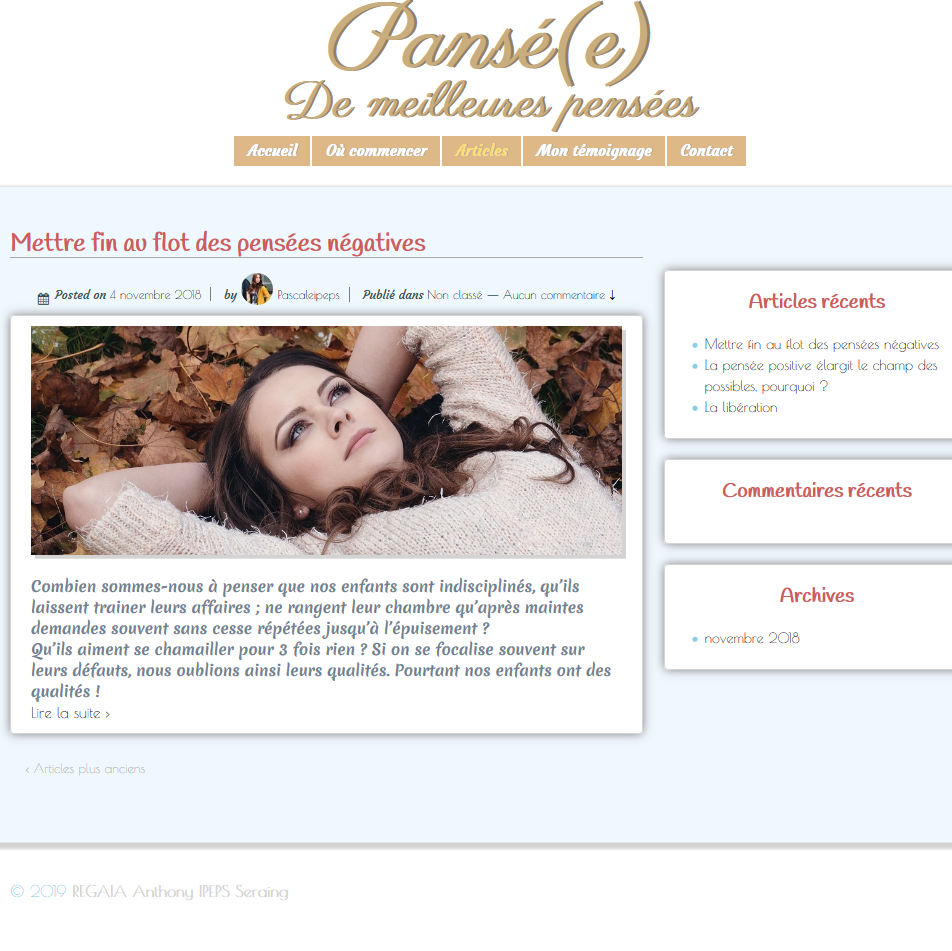 Pansé(e)
De meilleures pensées
Accueil Où commencer Articles Mon témoignage Contact
Mettre fin au flot des pensées négatives
Posted on 4 novembre 2018 | by Pascaleipeps | Publié dans Non classé — Aucun commentaire ↓
Combien sommes-nous à penser que nos enfants sont indisciplinés, qu’ils
laissent trainer leurs affaires ; ne rangent leur chambre qu’après maintes
demandes souvent sans cesse répétées jusqu’à l’épuisement ?
Qu’ils aiment se chamailler pour 3 fois rien ? Si on se focalise souvent sur
leurs défauts, nous oublions ainsi leurs qualités. Pourtant nos enfants ont des
qualités !
Lire la suite ›
‹ Articles plus anciens
Articles récents
Mettre fin au flot des pensées négatives
La pensée positive élargit le champ des
possibles, pourquoi ?
La libération
Commentaires récents
Archives
novembre 2018
© 2019 REGAIA Anthony IPEPS Seraing